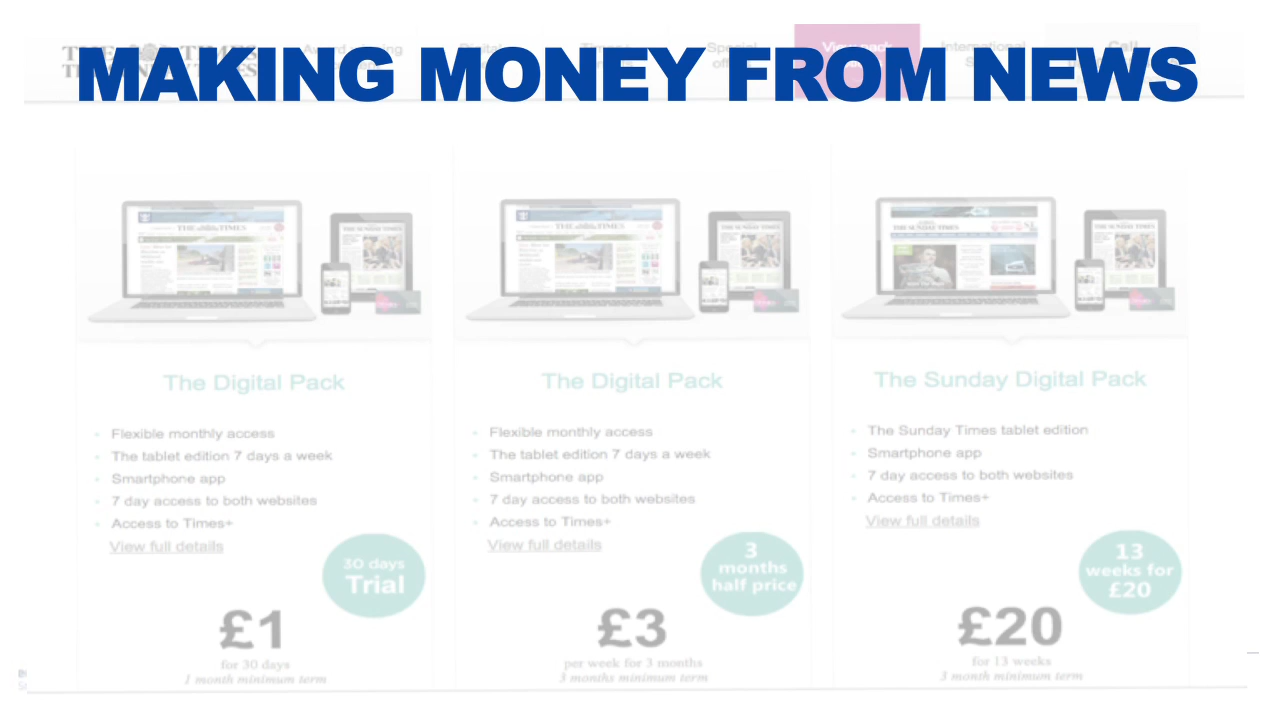 MAKING MONEY FROM NEWS
The Digital Pack
Flexible monthly access
The tablet edition 7 days a week
Smartphone app
7 day access to both websites
Access to Times+
View full details
30 days
Trial
£1
for 30 days
1 month minimum term
The Digital Pack
Flexible monthly access
The tablet edition 7 days a week
Smartphone app
7 day access to both websites
Access to Times+
View full details
3
months
half price
£3
per week for 3 months
3 months minimum term
The Sunday Digital Pack
The Sunday Times tablet edition
Smartphone app
7 day access to both websites
Access to Times+
View full details
13
weeks for
£20
£20
for 13 weeks
3 month minimum term